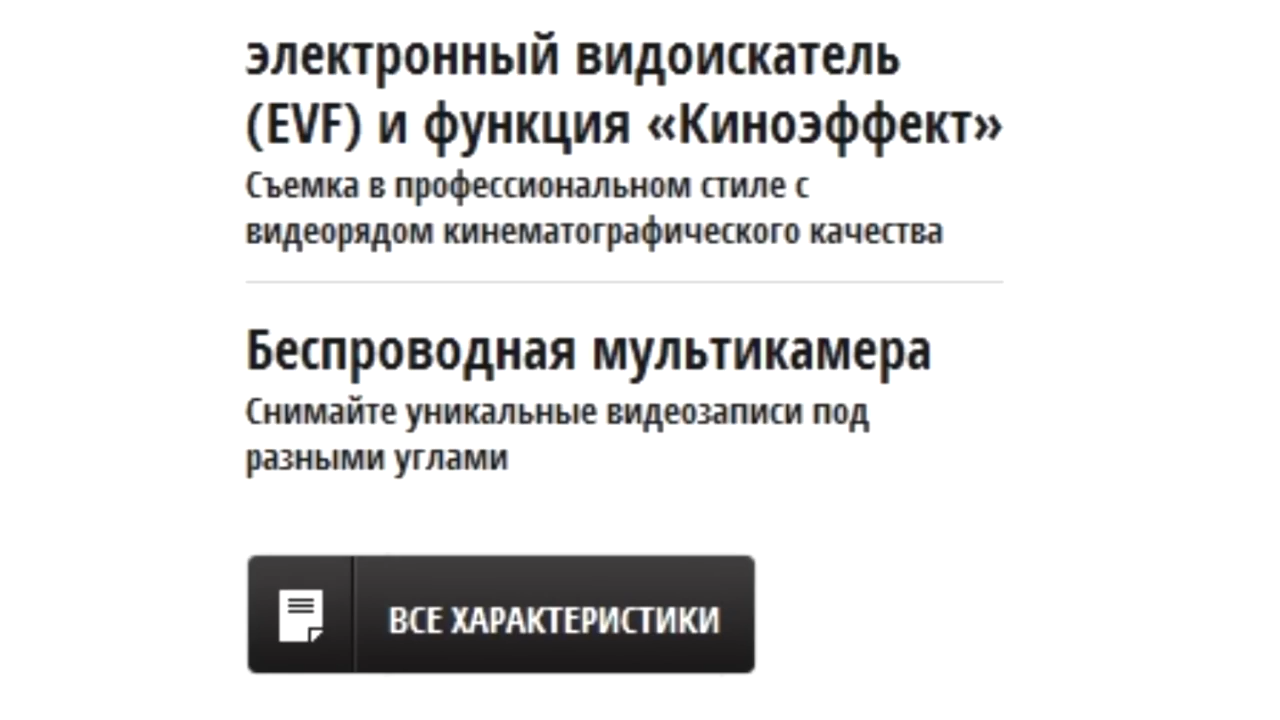 электронный видоискатель
(EVF) и функция «Киноэффект»
Съемка в профессиональном стиле с
видеорядом кинематографического качества
Беспроводная мультикамера
Снимайте уникальные видеозаписи под
разными углами
ВСЕ ХАРАКТЕРИСТИКИ